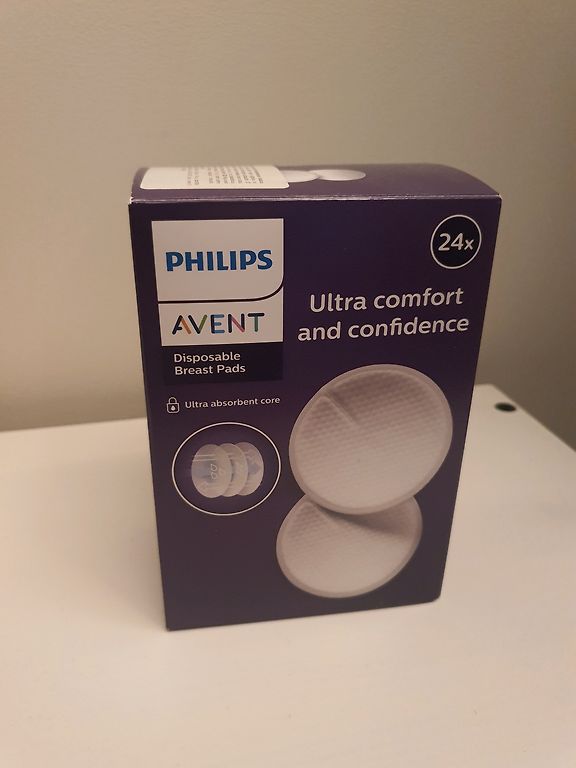 PHILIPS
AVENT
Disposable
Breast Pads
Ultra absorbent core
24x
Ultra comfort
and confidence